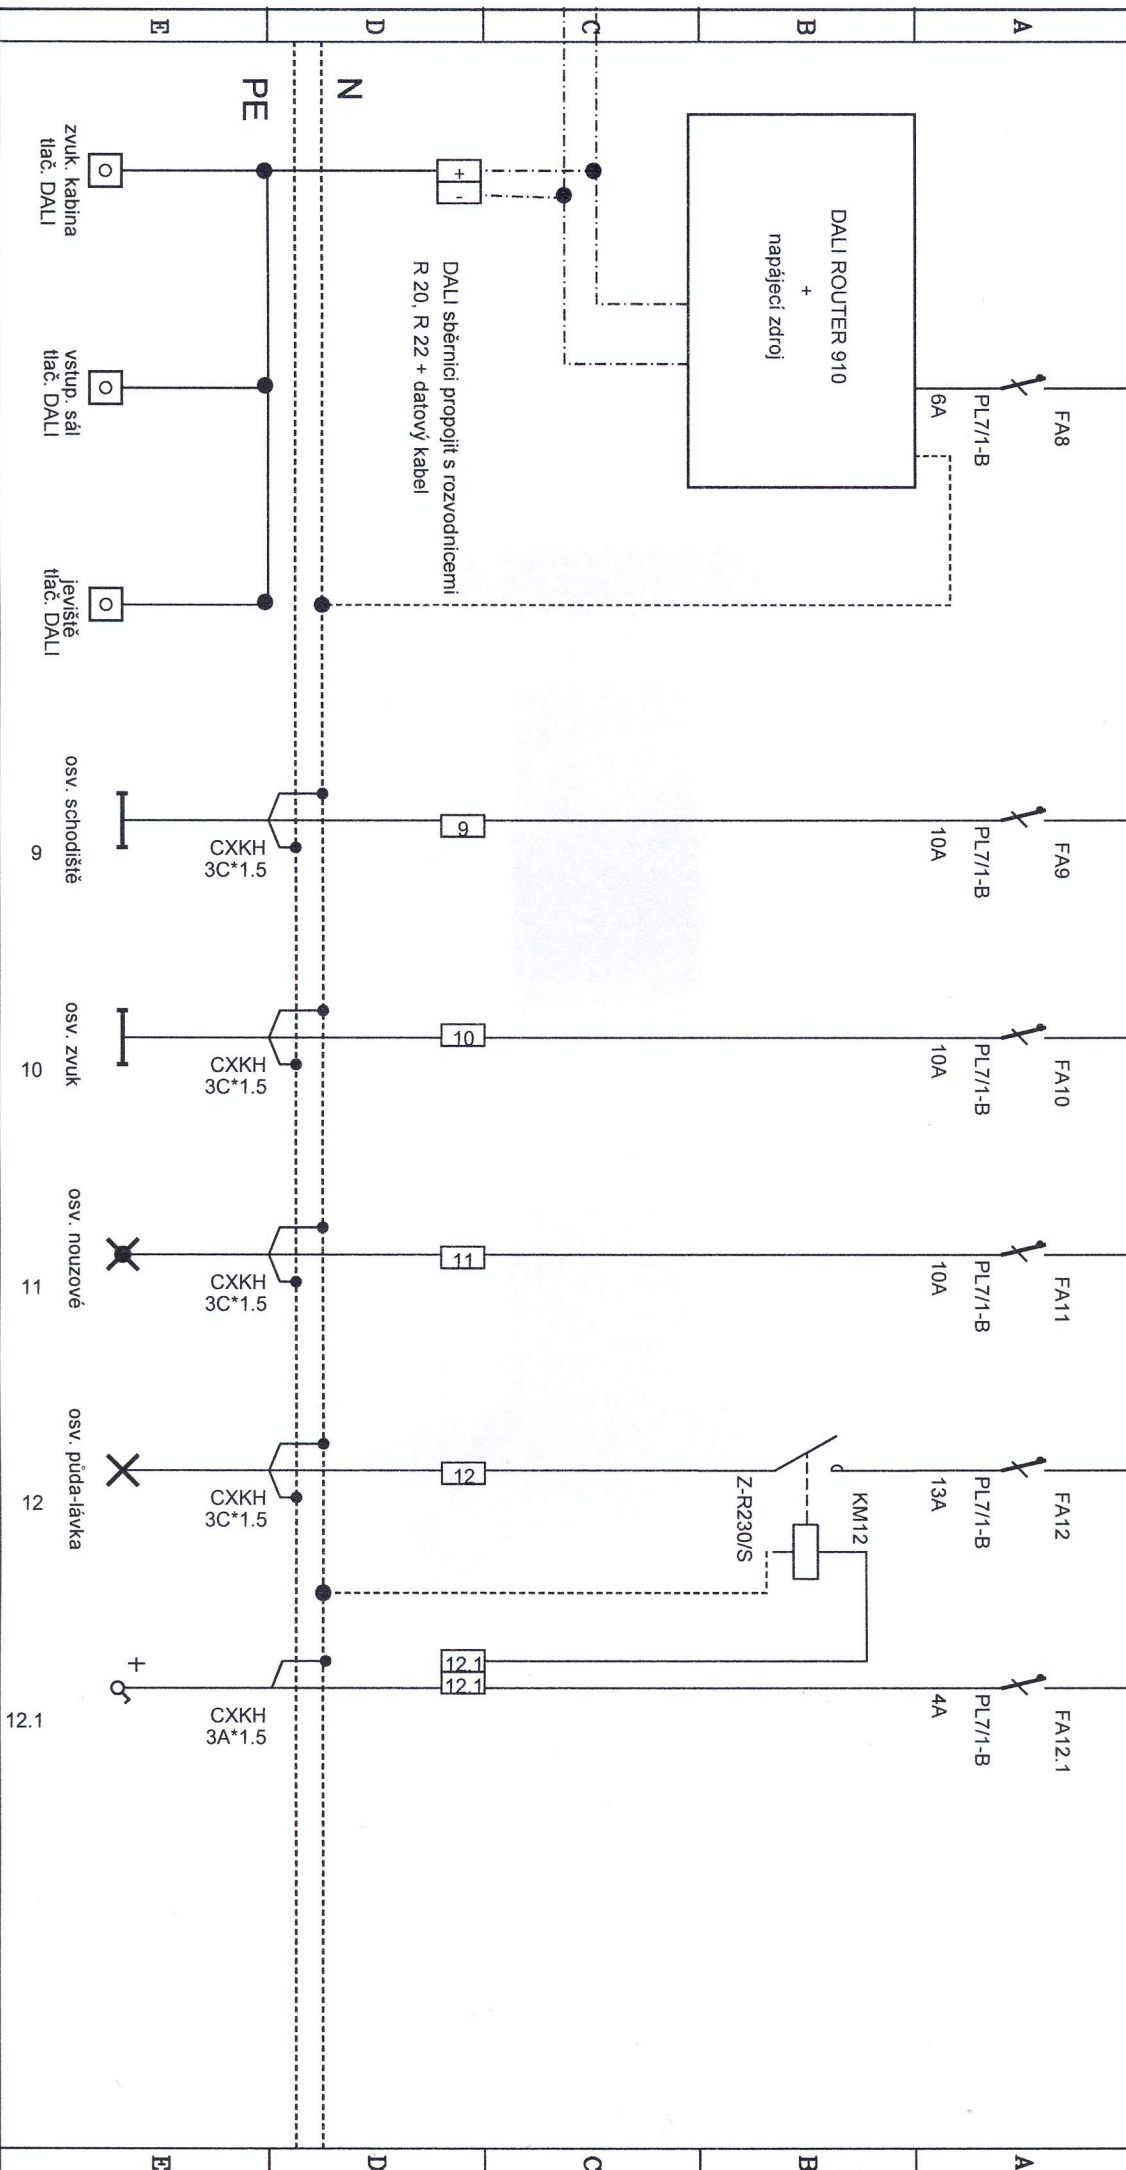 A
B
C
D
E
FA8
PL7/1-B
6A
DALI ROUTER 910
+
napájecí zdroj
+
-
DALI sběrnici propojit s rozvodnicemi
R 20, R 22 + datový kabel
N
PE
zvuk. kabina
tlač. DALI
vstup. sál
tlač. DALI
jeviště
tlač. DALI
FA9
PL7/1-B
10A
9
CXKH
3C*1.5
osv. schodiště
9
FA10
PL7/1-B
10A
10
CXKH
3C*1.5
osv. zvuk
10
FA11
PL7/1-B
10A
11
CXKH
3C*1.5
osv. nouzové
11
FA12
PL7/1-B
13A
KM12
Z-R230/S
12
CXKH
3C*1.5
osv. půda-lávka
12
FA12.1
PL7/1-B
4A
12.1
12.1
CXKH
3A*1.5
12.1
A
B
C
D
E